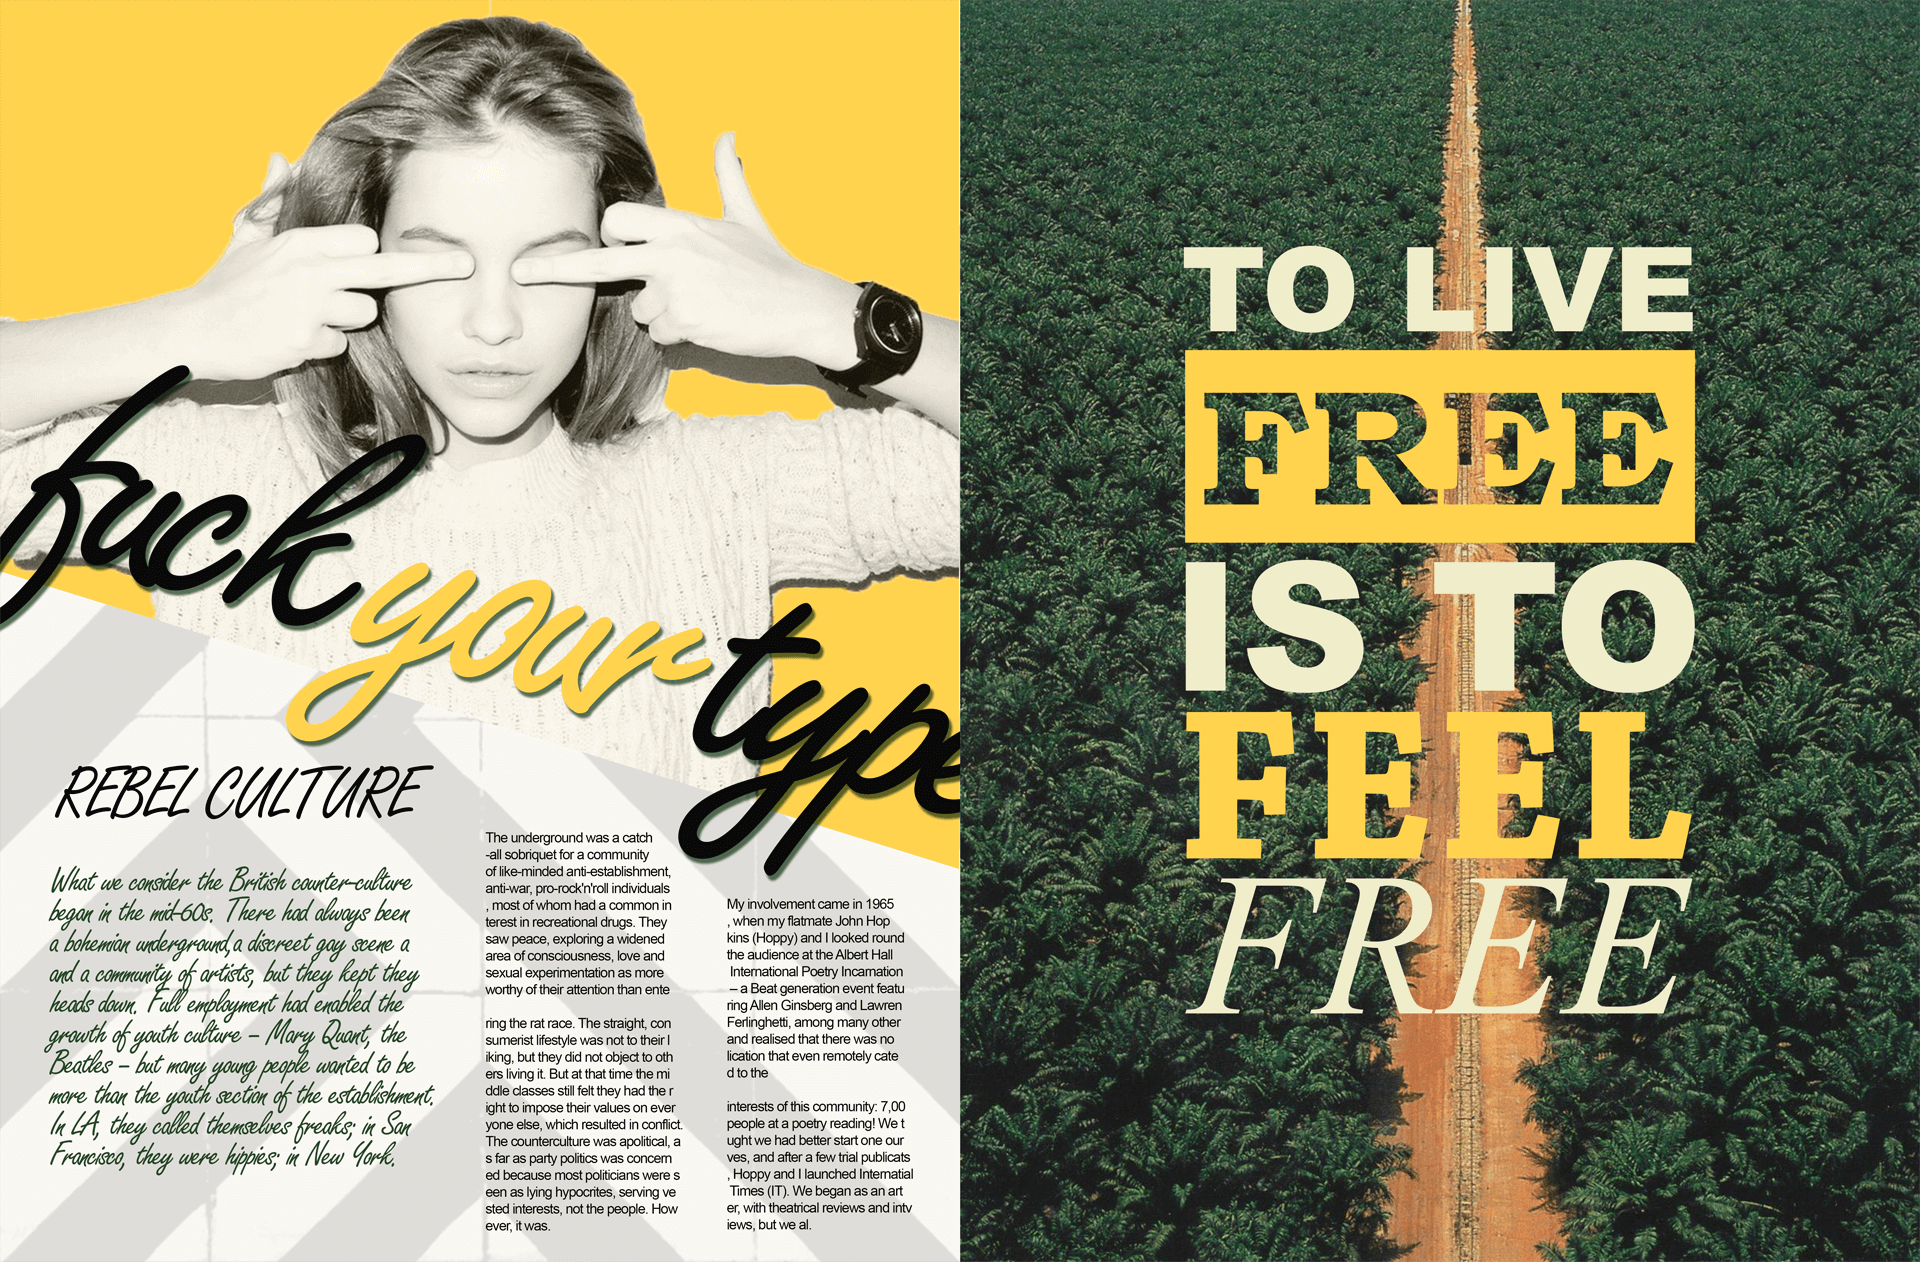 fuck your type
REBEL CULTURE
What we consider the British counter-culture
began in the mid-60s. There had always been
a bohemian underground,a discreet gay scene a
and a community of artists, but they kept they
heads down. Full employment had enabled the
growth of youth culture – Mary Quant, the
Beatles – but many young people wanted to be
more than the youth section of the establishment.
In LA, they called themselves freaks; in San
Francisco, they were hippies; in New York.
The underground was a catch
-all sobriquet for a community
of like-minded anti-establishment,
anti-war, pro-rock'n'roll individuals
, most of whom had a common in
terest in recreational drugs. They
saw peace, exploring a widened
area of consciousness, love and
sexual experimentation as more
worthy of their attention than ente
ring the rat race. The straight, con
sumerist lifestyle was not to their l
iking, but they did not object to oth
ers living it. But at that time the mi
ddle classes still felt they had the r
ight to impose their values on ever
yone else, which resulted in conflict.
The counterculture was apolitical, a
s far as party politics was concern
ed because most politicians were s
een as lying hypocrites, serving ve
sted interests, not the people. How
ever, it was.
My involvement came in 1965
, when my flatmate John Hop
kins (Hoppy) and I looked round
the audience at the Albert Hall
International Poetry Incarnation
– a Beat generation event featu
ring Allen Ginsberg and Lawren
Ferlinghetti, among many other
and realised that there was no
lication that even remotely cate
d to the
interests of this community: 7,00
people at a poetry reading! We t
ught we had better start one our
ves, and after a few trial publicats
, Hoppy and I launched Internatial
Times (IT). We began as an art
er, with theatrical reviews and intv
iews, but we al.
TO LIVE
FREE
IS TO
FEEL
FREE